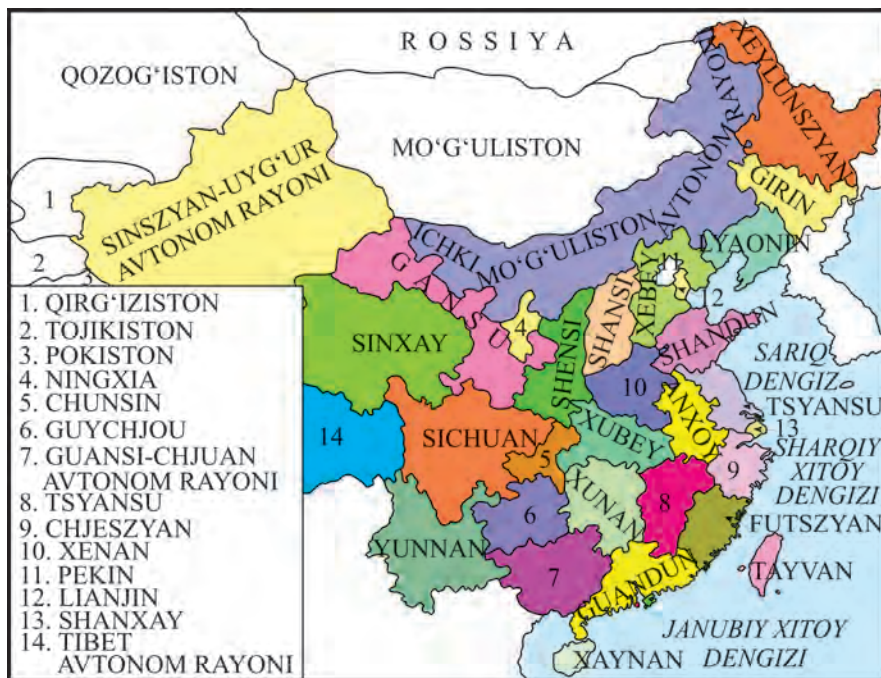 ROSSIYA
QOZOG‘ISTON
MO‘G‘ULISTON
XEYLUNSZYAN
GIRIN
LYAONIN
SINSZYAN-UYG‘UR
AVTONOM RAYONI
ICHKI MO‘G‘ULISTON AVTONOM RAYON
1
2
3
GANSU
4
SINXAY
SHENSI
SHANSI
XEBEY
12
SHANDUN
SARIQ
DENGIZ
TSYANSU
10
ANXOY
13
14
SICHUAN
XUBEY
5
SHARQIY
XITOY
DENGIZI
9
XUNAN
8
6
YUNNAN
FUTSZYAN
7
GUANDUN
TAYVAN
JANUBIY XITOY
DENGIZI
XAYNAN
1. QIRG‘IZISTON
2. TOJIKISTON
3. POKISTON
4. NINGXIA
5. CHUNSIN
6. GUYCHJOU
7. GUANSI-CHJUAN
AVTONOM RAYONI
8. TSYANSU
9. CHJESZYAN
10. XENAN
11. PEKIN
12. LIANJIN
13. SHANXAY
14. TIBET
AVTONOM RAYONI